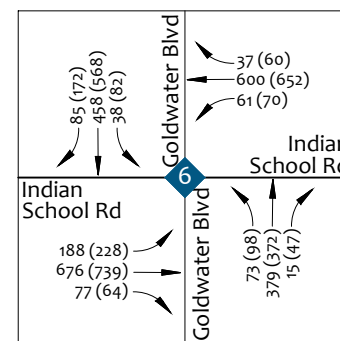 Goldwater Blvd
37 (60)
600 (652)
61 (70)
85 (172)
458 (568)
38 (82)
Indian
School Rd
6
Indian
School Rd
188 (228)
676 (739)
77 (64)
Goldwater Blvd
73 (98)
379 (372)
15 (47)